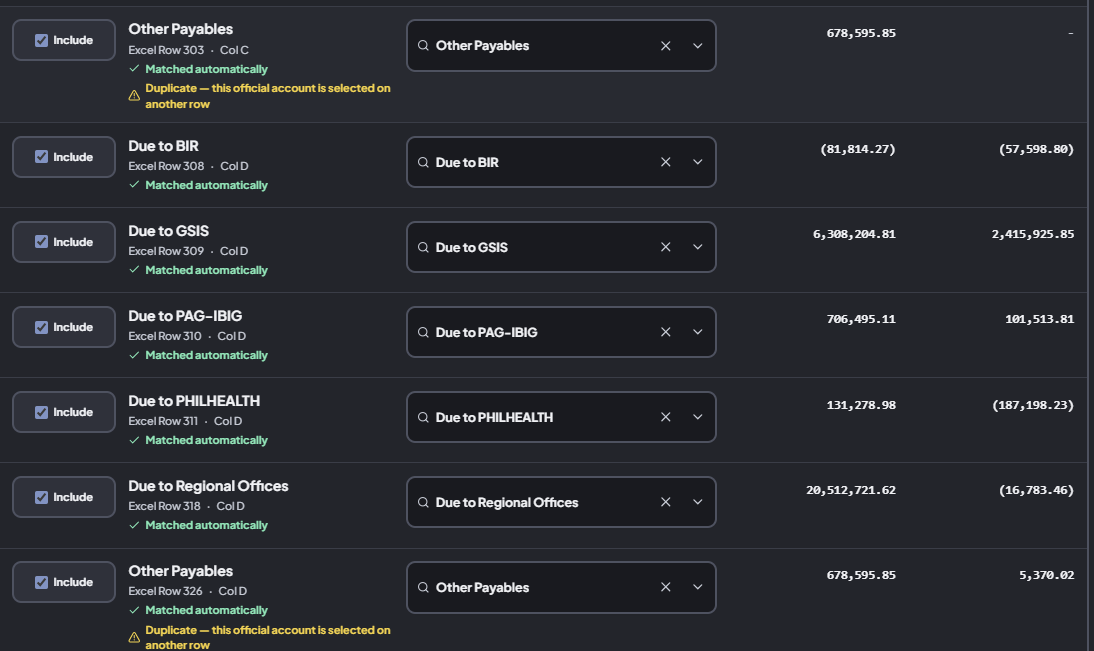 Include
Other Payables
Excel Row 303 · Col C
Matched automatically
Duplicate — this official account is selected on
another row
Other Payables
678,595.85
-
Include
Due to BIR
Excel Row 308 · Col D
Matched automatically
Due to BIR
(81,814.27)
(57,598.80)
Include
Due to GSIS
Excel Row 309 · Col D
Matched automatically
Due to GSIS
6,308,204.81
2,415,925.85
Include
Due to PAG-IBIG
Excel Row 310 · Col D
Matched automatically
Due to PAG-IBIG
706,495.11
101,513.81
Include
Due to PHILHEALTH
Excel Row 311 · Col D
Matched automatically
Due to PHILHEALTH
131,278.98
(187,198.23)
Include
Due to Regional Offices
Excel Row 318 · Col D
Matched automatically
Due to Regional Offices
20,512,721.62
(16,783.46)
Include
Other Payables
Excel Row 326 · Col D
Matched automatically
Duplicate — this official account is selected on
another row
Other Payables
678,595.85
5,370.02